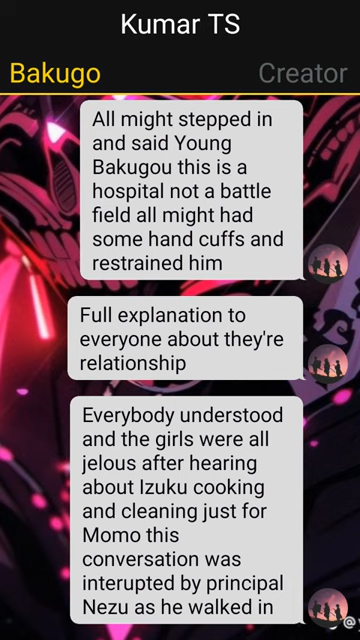 Kumar TS
Bakugo
Creator
All might stepped in
and said Young
Bakugou this is a
hospital not a battle
field all might had
some hand cuffs and
restrained him
Full explanation to
everyone about they're
relationship
Everybody understood
and the girls were all
jelous after hearing
about Izuku cooking
and cleaning just for
Momo this
conversation was
interupted by principal
Nezu as he walked in
@